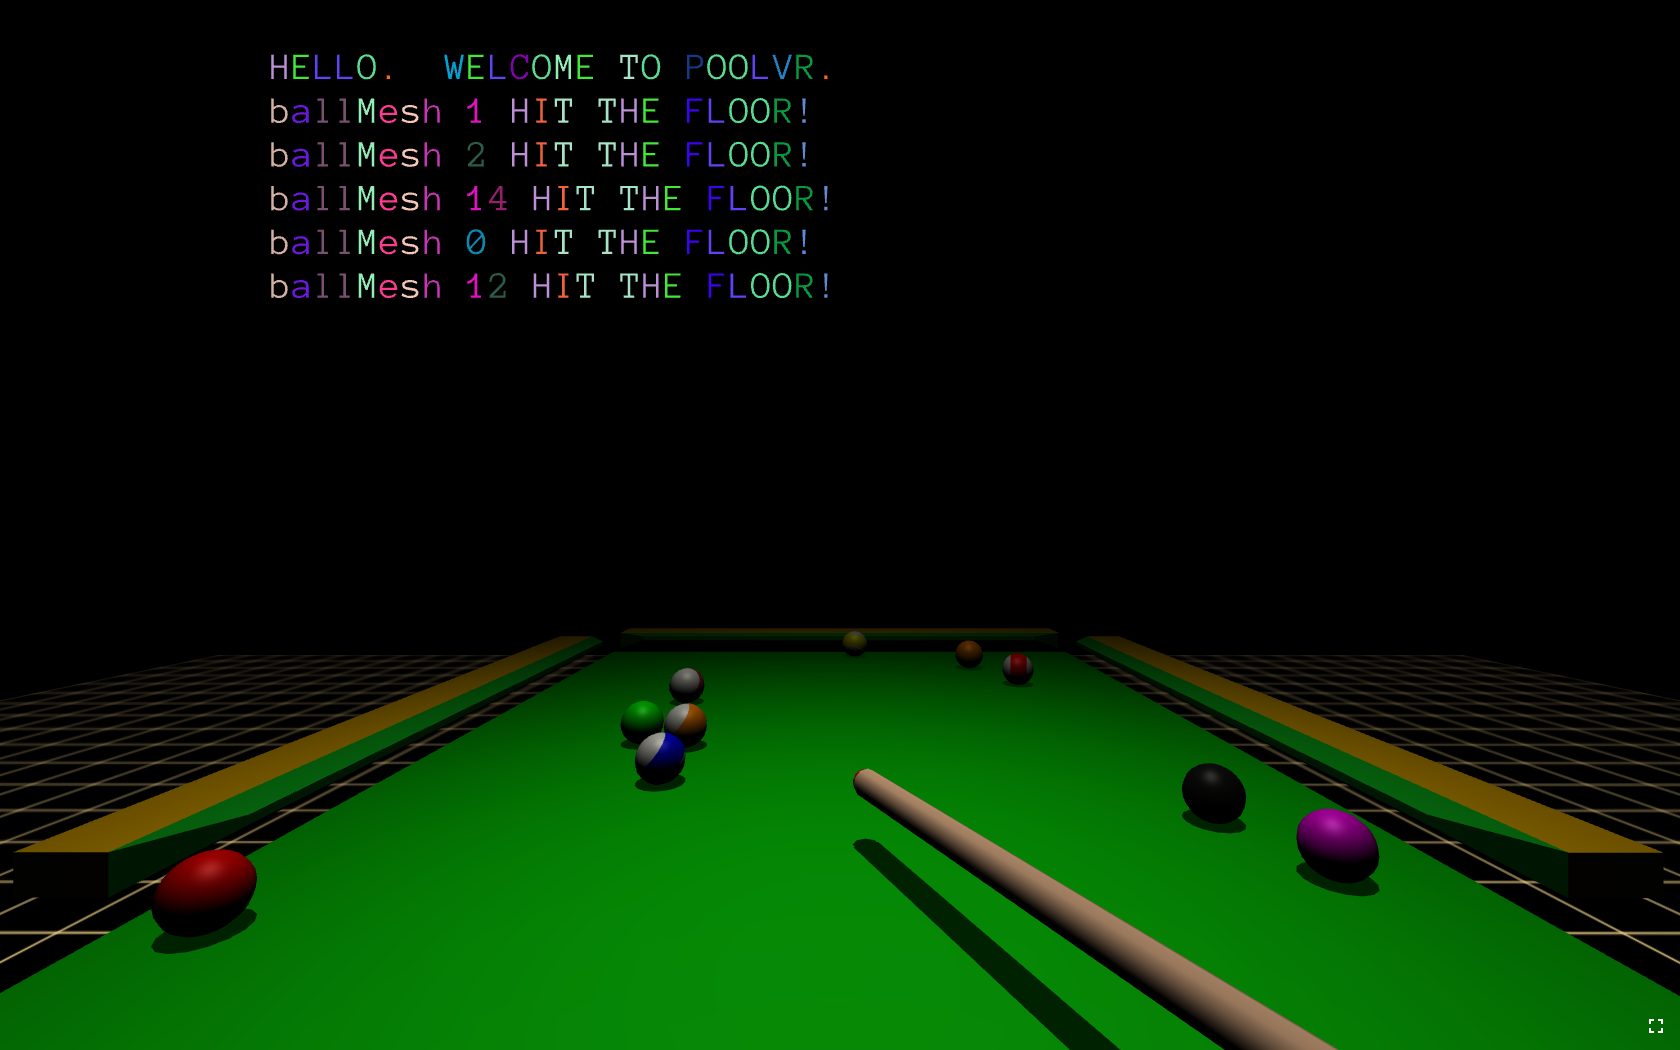 HELLO.  WELCOME TO POOLVR.
ballMesh 1 HIT THE FLOOR!
ballMesh 2 HIT THE FLOOR!
ballMesh 14 HIT THE FLOOR!
ballMesh 0 HIT THE FLOOR!
ballMesh 12 HIT THE FLOOR!